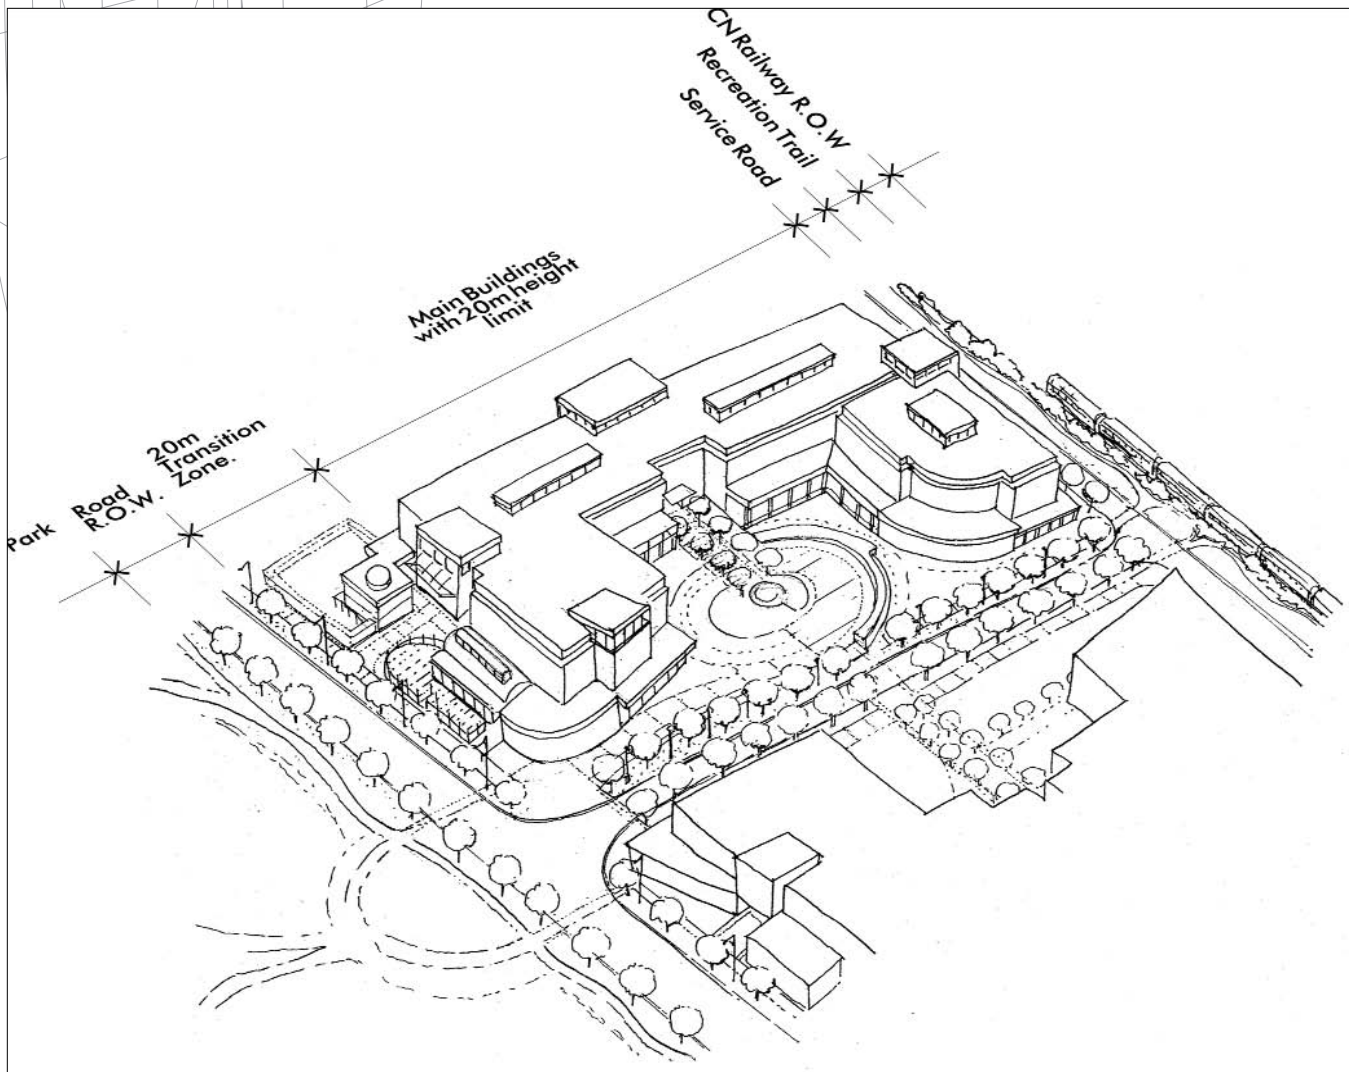 CN Railway R.O.W
Recreation Trail
Service Road
Main Buildings
with 20m height
limit
20m
Transition
Zone.
Road
R.O.W.
Park